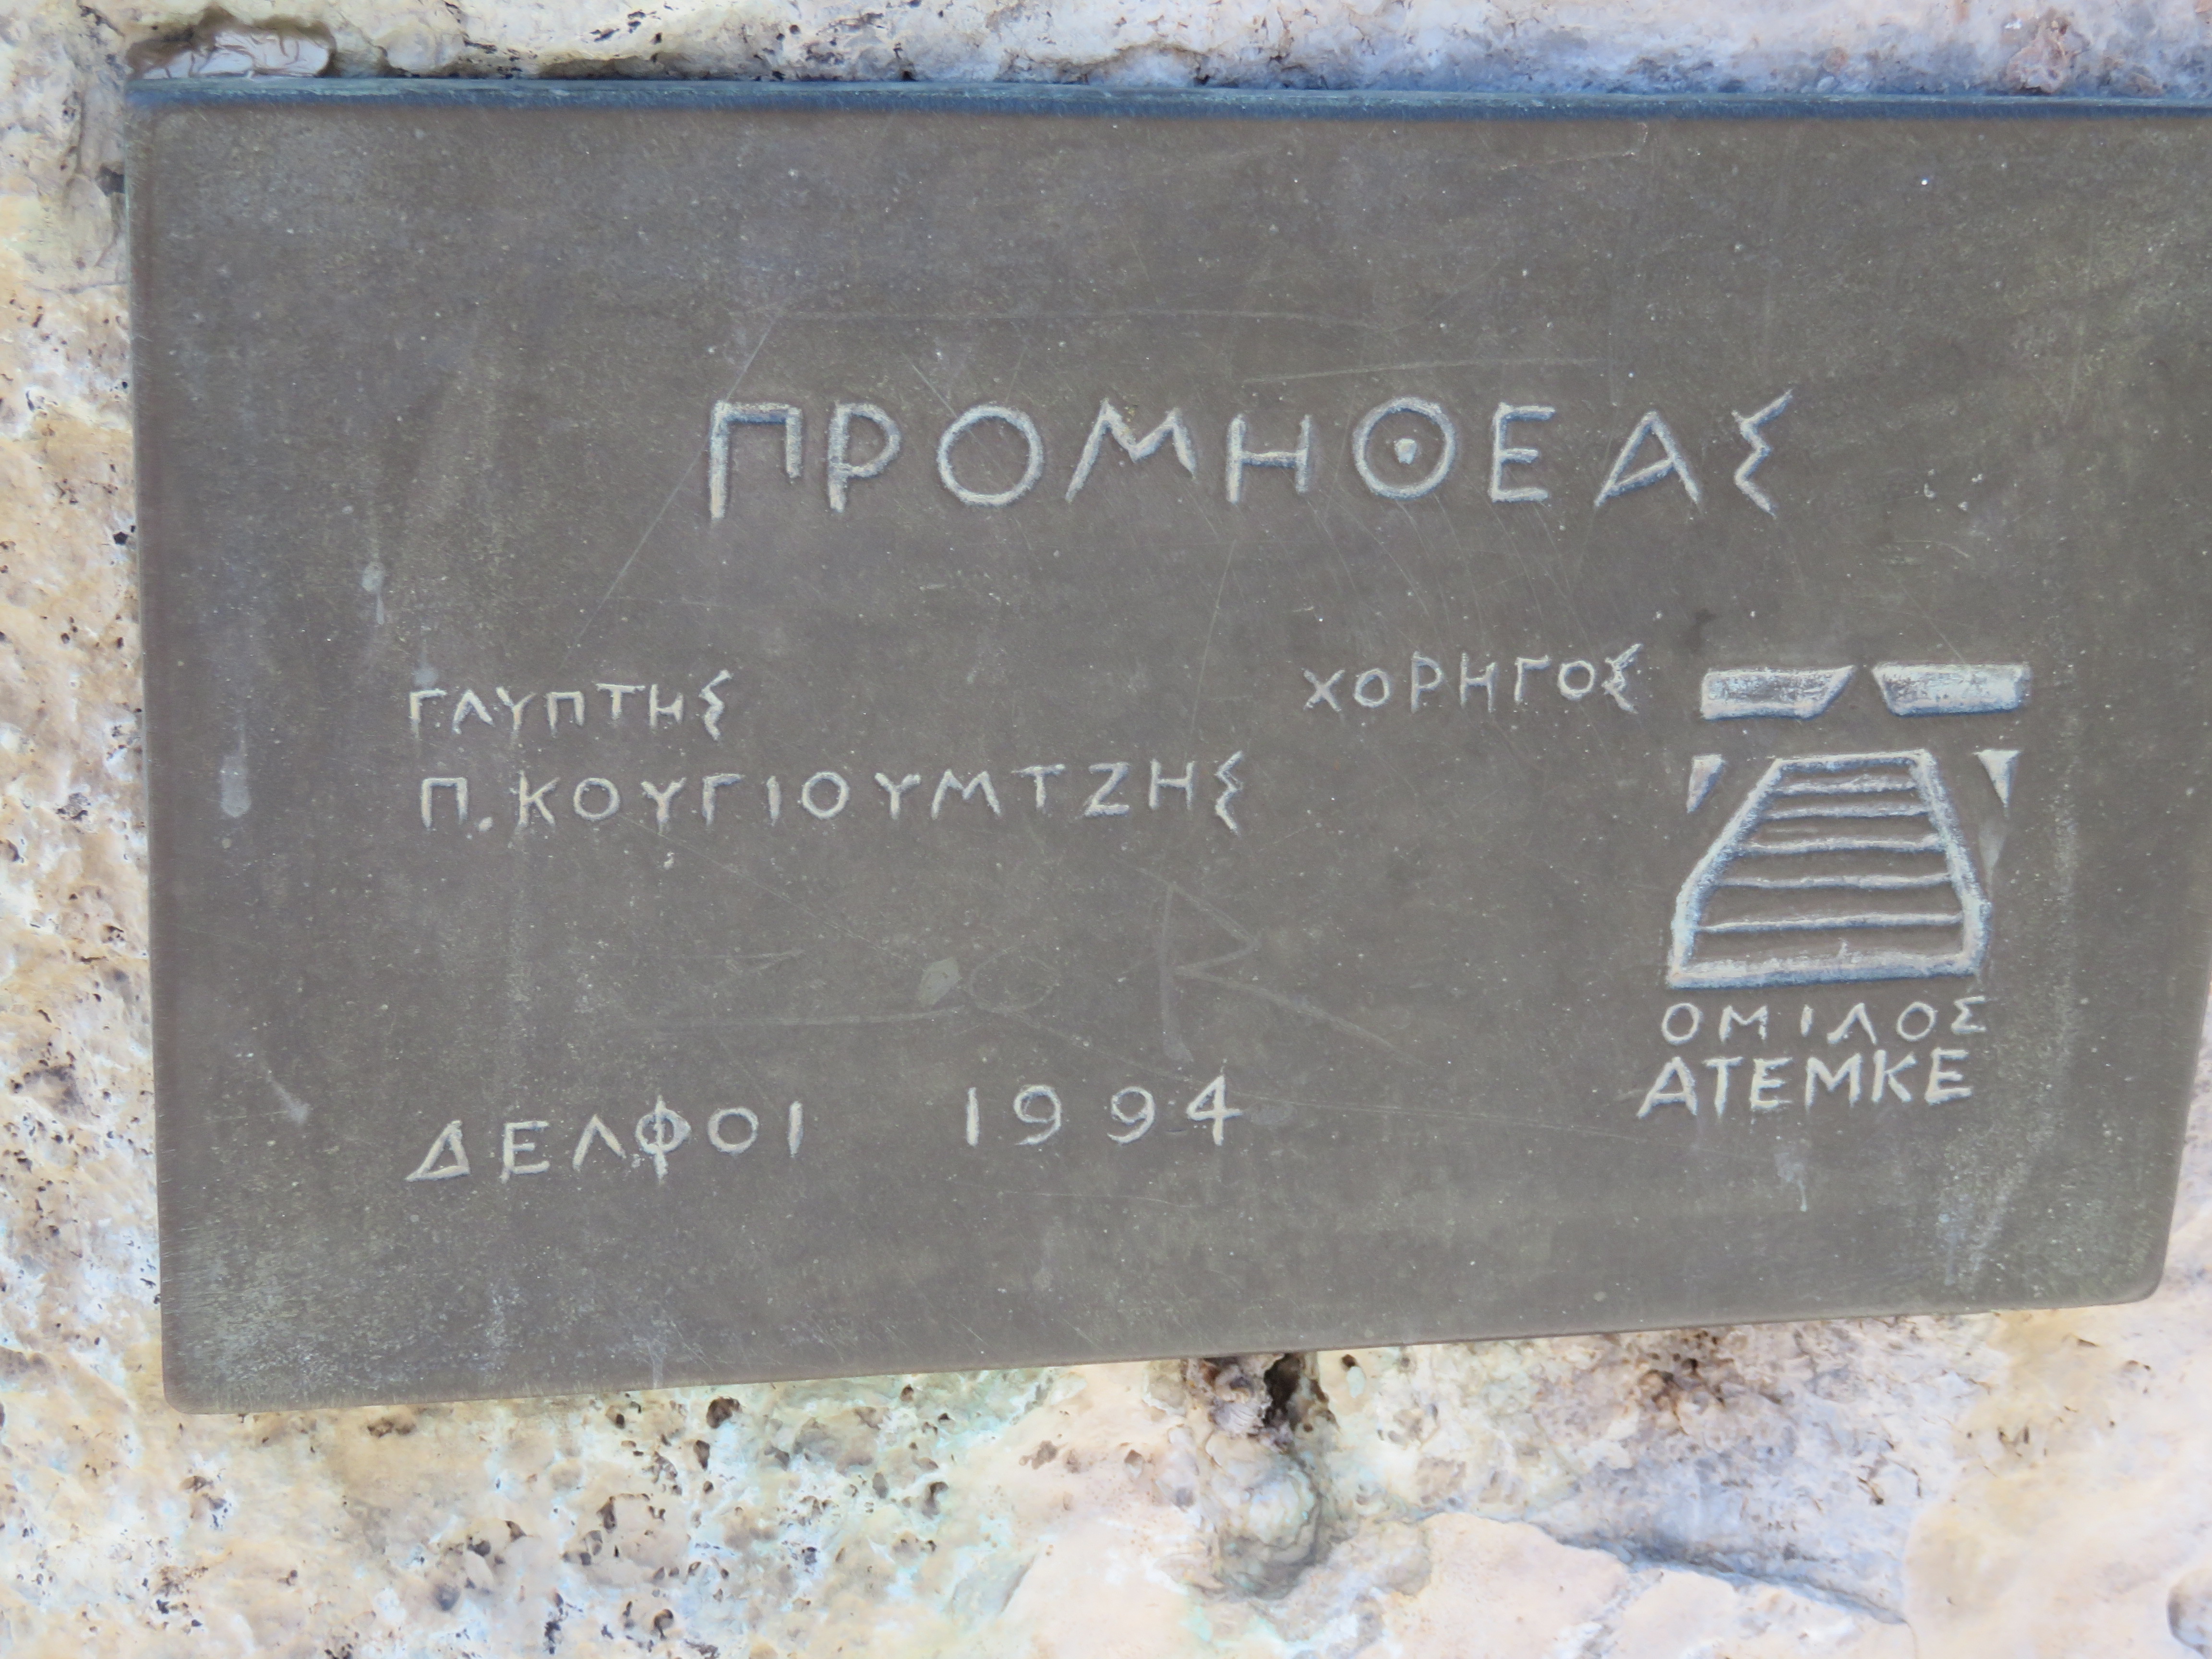 ΠΡΟΜΗΘΕΑΣ
ΓΛΥΠΤΗΣ
Π. ΚΟΥΓΙΟΥΜΤΖΗΣ
ΧΟΡΗΓΟΣ
ΟΜΙΛΟΣ
ΑΤΕΜΚΕ
ΔΕΛΦΟΙ 1994